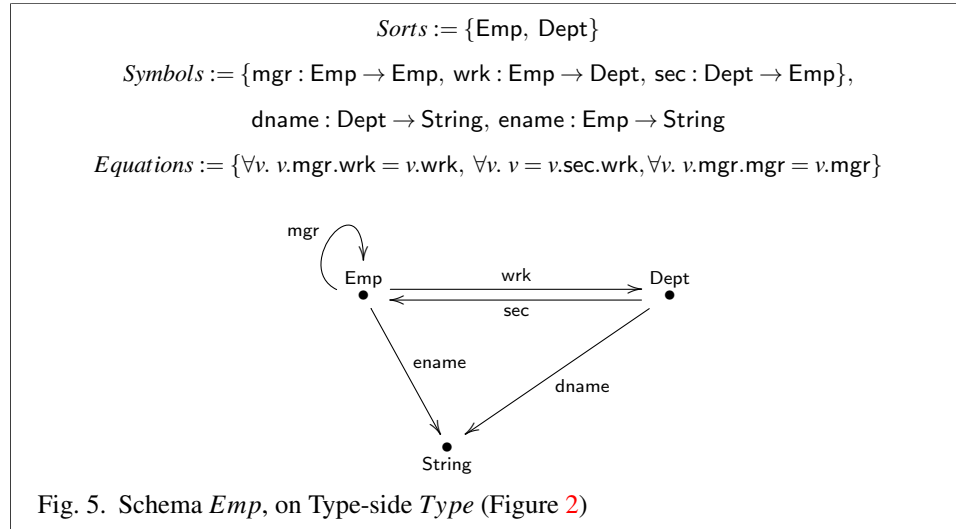 Sorts := {Emp, Dept}
Symbols := {mgr : Emp → Emp, wrk : Emp → Dept, sec : Dept → Emp},
dname : Dept → String, ename : Emp → String
Equations := {∀v. v.mgr.wrk = v.wrk, ∀v. v = v.sec.wrk,∀v. v.mgr.mgr = v.mgr}
mgr
Emp
wrk
Dept
sec
ename
dname
String
Fig. 5. Schema Emp, on Type-side Type (Figure 2)